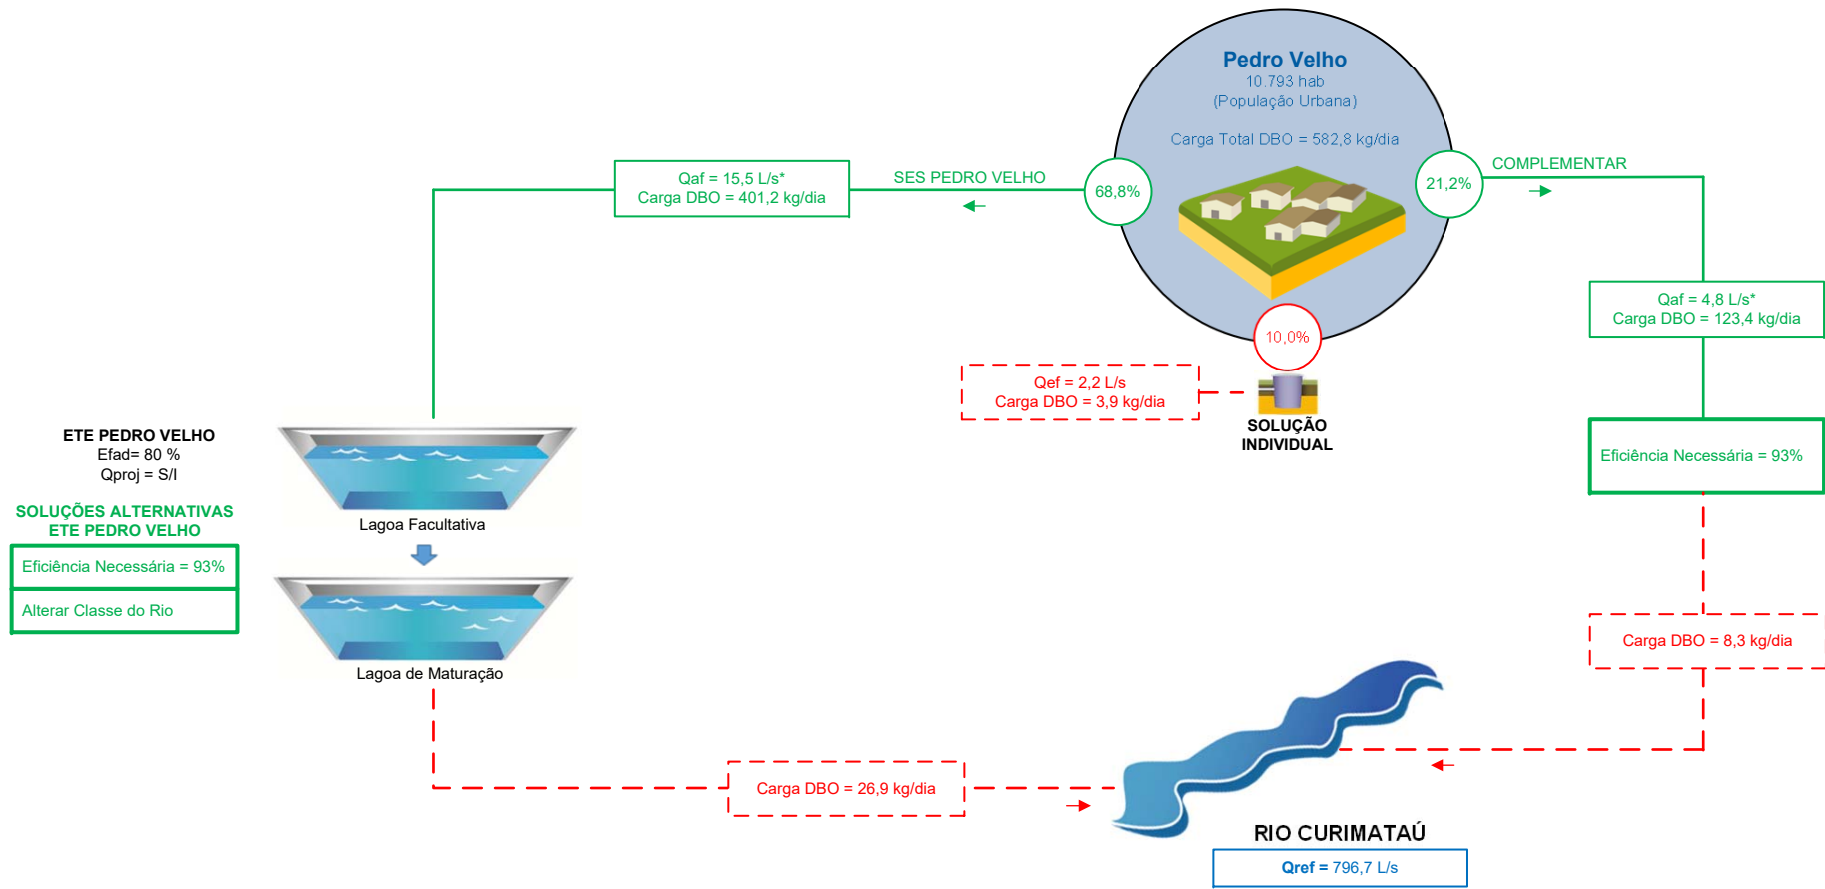 Pedro Velho
10.793 hab
(População Urbana)
Carga Total DBO = 582,8 kg/dia
68,8%
21,2%
10,0%
SES PEDRO VELHO
Qaf = 15,5 L/s*
Carga DBO = 401,2 kg/dia
COMPLEMENTAR
Qaf = 4,8 L/s*
Carga DBO = 123,4 kg/dia
Qef = 2,2 L/s
Carga DBO = 3,9 kg/dia
SOLUÇÃO
INDIVIDUAL
Eficiência Necessária = 93%
ETE PEDRO VELHO
Efad= 80 %
Qproj = S/I
SOLUÇÕES ALTERNATIVAS
ETE PEDRO VELHO
Eficiência Necessária = 93%
Alterar Classe do Rio
Lagoa Facultativa
Lagoa de Maturação
Carga DBO = 8,3 kg/dia
Carga DBO = 26,9 kg/dia
RIO CURIMATAÚ
Qref = 796,7 L/s